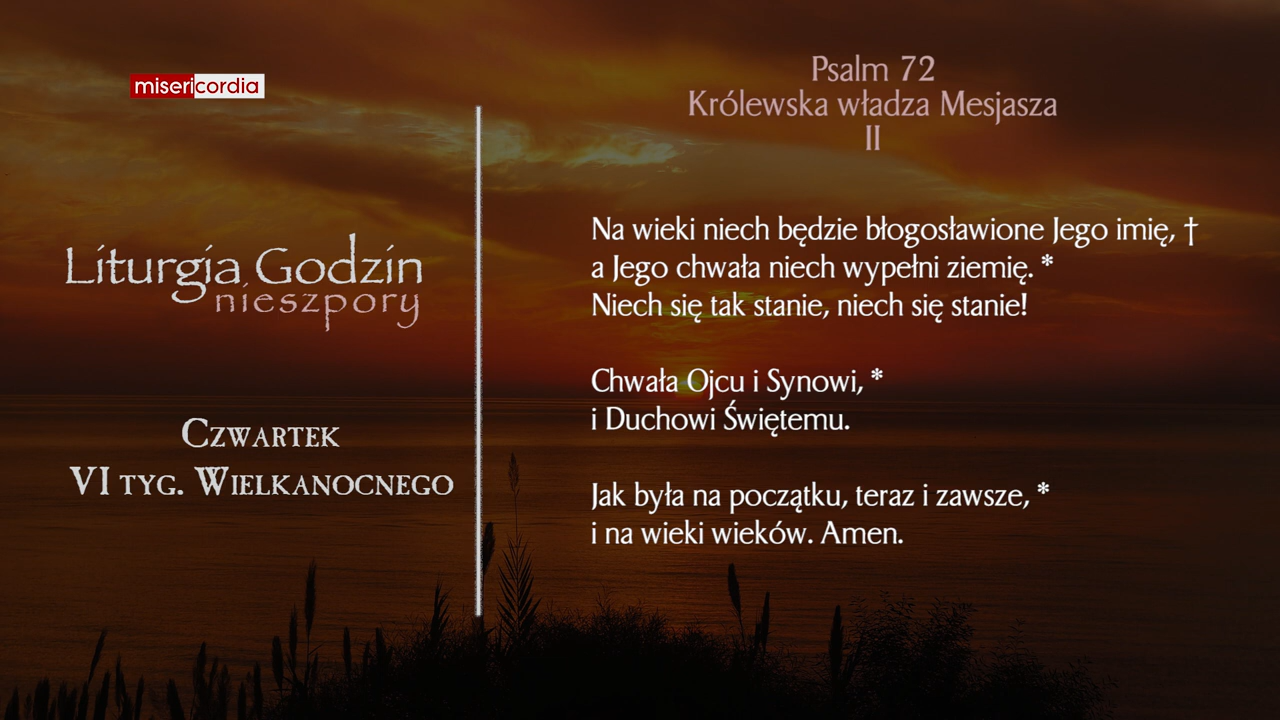 misericordia
Liturgia Godzin
nieszpory
Czwartek
VI tyg. Wielkanocnego
Psalm 72
Królewska władza Mesjasza
II
Na wieki niech będzie błogosławione Jego imię, †
a Jego chwała niech wypełni ziemię. *
Niech się tak stanie, niech się stanie!
Chwała Ojcu i Synowi, *
i Duchowi Świętemu.
Jak była na początku, teraz i zawsze, *
i na wieki wieków. Amen.